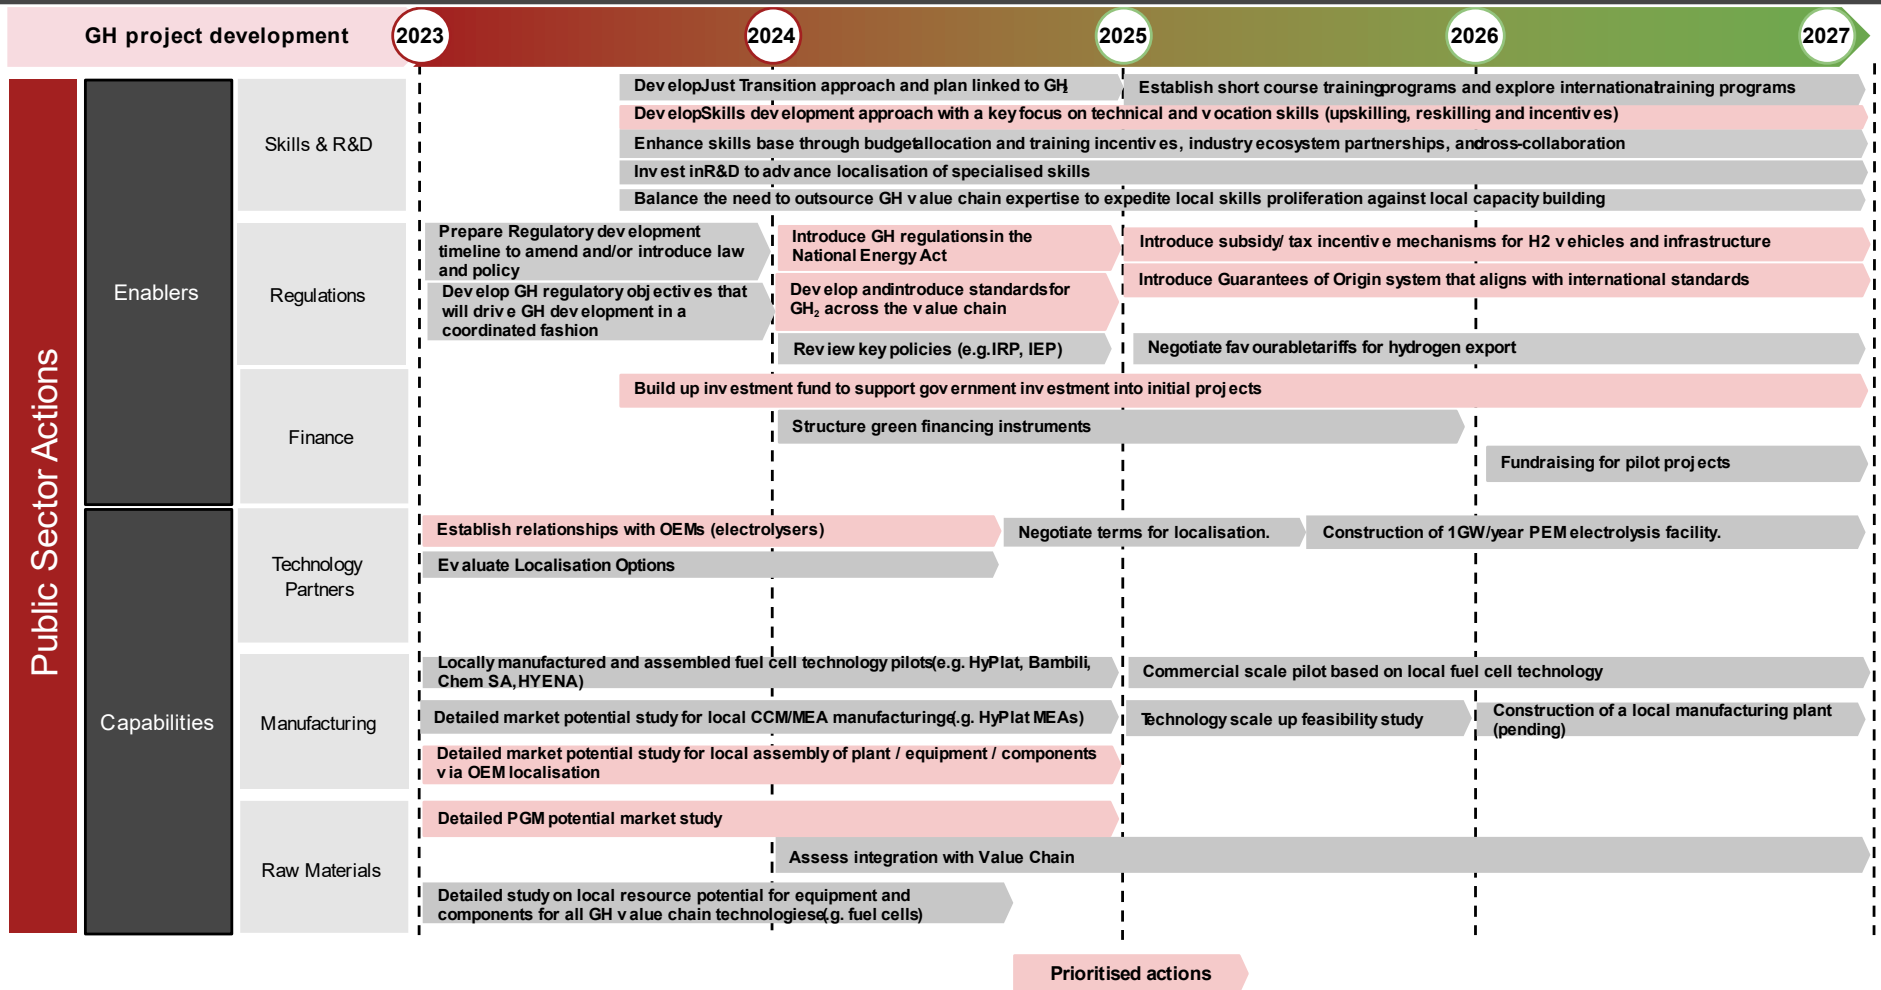 GH project development
2023
2024
2025
2026
2027
Public Sector Actions
Enablers
Skills & R&D
Develop Just Transition approach and plan linked to GH₂
Establish short course training programs and explore international training programs
Develop Skills development approach with a key focus on technical and vocation skills (upskilling, reskilling and incentives)
Enhance skills base through budget allocation and training incentives, industry ecosystem partnerships, and cross-collaboration
Invest in R&D to advance localisation of specialised skills
Balance the need to outsource GH value chain expertise to expedite local skills proliferation against local capacity building
Regulations
Prepare Regulatory development
timeline to amend and/or introduce law
and policy
Develop GH regulatory objectives that
will drive GH development in a
coordinated fashion
Introduce GH regulations in the
National Energy Act
Develop and introduce standards for
GH₂ across the value chain
Review key policies (e.g. IRP, IEP)
Introduce subsidy/ tax incentive mechanisms for H2 vehicles and infrastructure
Introduce Guarantees of Origin system that aligns with international standards
Negotiate favourable tariffs for hydrogen export
Finance
Build up investment fund to support government investment into initial projects
Structure green financing instruments
Fundraising for pilot projects
Capabilities
Technology
Partners
Establish relationships with OEMs (electrolysers)
Negotiate terms for localisation.
Construction of 1GW/year PEM electrolysis facility.
Evaluate Localisation Options
Manufacturing
Locally manufactured and assembled fuel cell technology pilots (e.g. HyPlat, Bambili,
Chem SA, HYENA)
Commercial scale pilot based on local fuel cell technology
Detailed market potential study for local CCM/MEA manufacturing (e.g. HyPlat MEAs)
Technology scale up feasibility study
Construction of a local manufacturing plant
(pending)
Detailed market potential study for local assembly of plant / equipment / components
via OEM localisation
Raw Materials
Detailed PGM potential market study
Assess integration with Value Chain
Detailed study on local resource potential for equipment and
components for all GH value chain technologies (e.g. fuel cells)
Prioritised actions